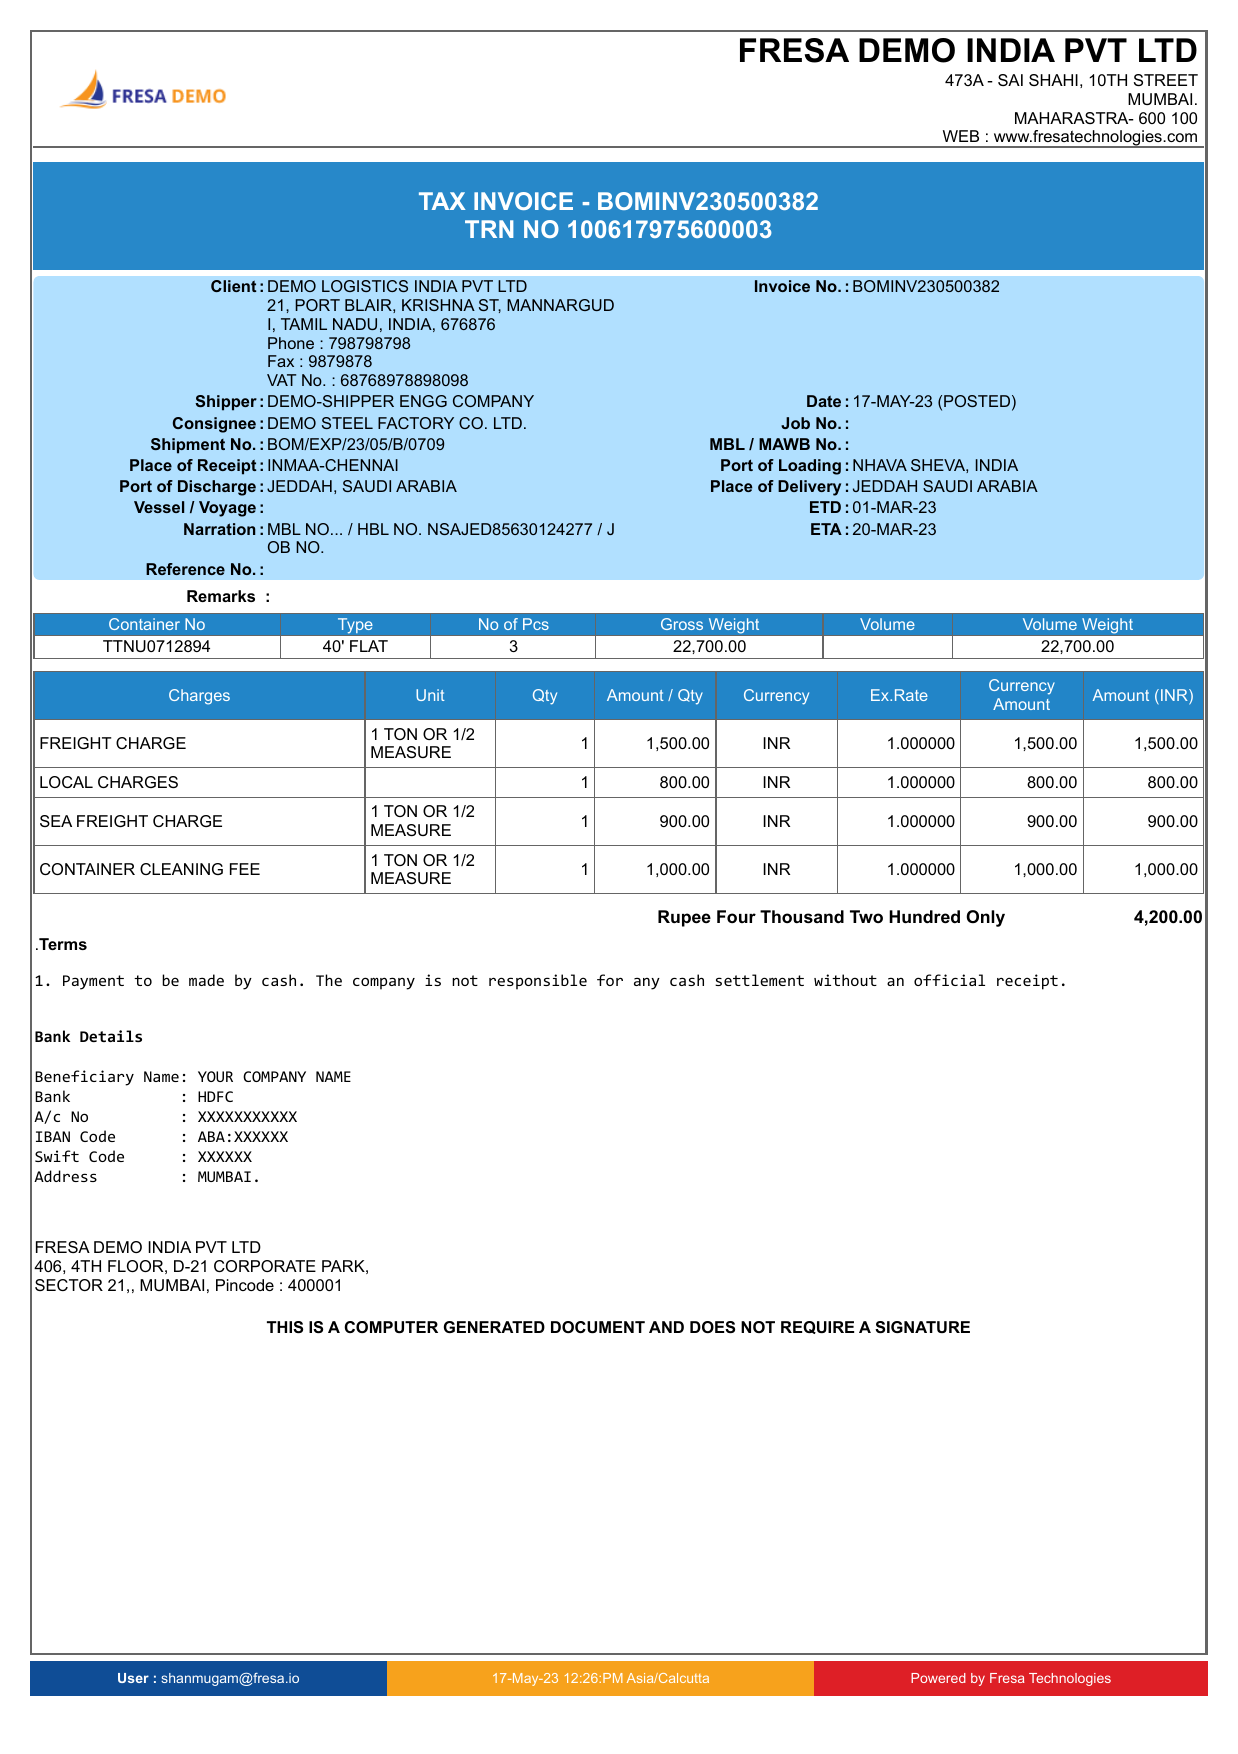 FRESA DEMO
FRESA DEMO INDIA PVT LTD
473A - SAI SHAHI, 10TH STREET
MUMBAI.
MAHARASTRA- 600 100
WEB : www.fresatechnologies.com
TAX INVOICE - BOMINV230500382
TRN NO 100617975600003
Client : DEMO LOGISTICS INDIA PVT LTD Invoice No. : BOMINV230500382
21, PORT BLAIR, KRISHNA ST, MANNARGUD
I, TAMIL NADU, INDIA, 676876
Phone : 798798798
Fax : 9879878
VAT No. : 68768978898098
Shipper : DEMO-SHIPPER ENGG COMPANY Date : 17-MAY-23 (POSTED)
Consignee : DEMO STEEL FACTORY CO. LTD. Job No. :
Shipment No. : BOM/EXP/23/05/B/0709 MBL / MAWB No. :
Place of Receipt : INMAA-CHENNAI Port of Loading : NHAVA SHEVA, INDIA
Port of Discharge : JEDDAH, SAUDI ARABIA Place of Delivery : JEDDAH SAUDI ARABIA
Vessel / Voyage : ETD : 01-MAR-23
Narration : MBL NO... / HBL NO. NSAJED85630124277 / J ETA : 20-MAR-23
OB NO.
Reference No. :
Remarks :
Container No Type No of Pcs Gross Weight Volume Volume Weight
TTNU0712894 40' FLAT 3 22,700.00 22,700.00
Charges Unit Qty Amount / Qty Currency Ex.Rate Currency Amount Amount (INR)
FREIGHT CHARGE 1 TON OR 1/2 MEASURE 1 1,500.00 INR 1.000000 1,500.00 1,500.00
LOCAL CHARGES 1 800.00 INR 1.000000 800.00 800.00
SEA FREIGHT CHARGE 1 TON OR 1/2 MEASURE 1 900.00 INR 1.000000 900.00 900.00
CONTAINER CLEANING FEE 1 TON OR 1/2 MEASURE 1 1,000.00 INR 1.000000 1,000.00 1,000.00
Rupee Four Thousand Two Hundred Only 4,200.00
.Terms
1. Payment to be made by cash. The company is not responsible for any cash settlement without an official receipt.
Bank Details
Beneficiary Name: YOUR COMPANY NAME
Bank : HDFC
A/c No : XXXXXXXXXXX
IBAN Code : ABA:XXXXXX
Swift Code : XXXXXX
Address : MUMBAI.
FRESA DEMO INDIA PVT LTD
406, 4TH FLOOR, D-21 CORPORATE PARK,
SECTOR 21,, MUMBAI, Pincode : 400001
THIS IS A COMPUTER GENERATED DOCUMENT AND DOES NOT REQUIRE A SIGNATURE
User : shanmugam@fresa.io 17-May-23 12:26:PM Asia/Calcutta Powered by Fresa Technologies